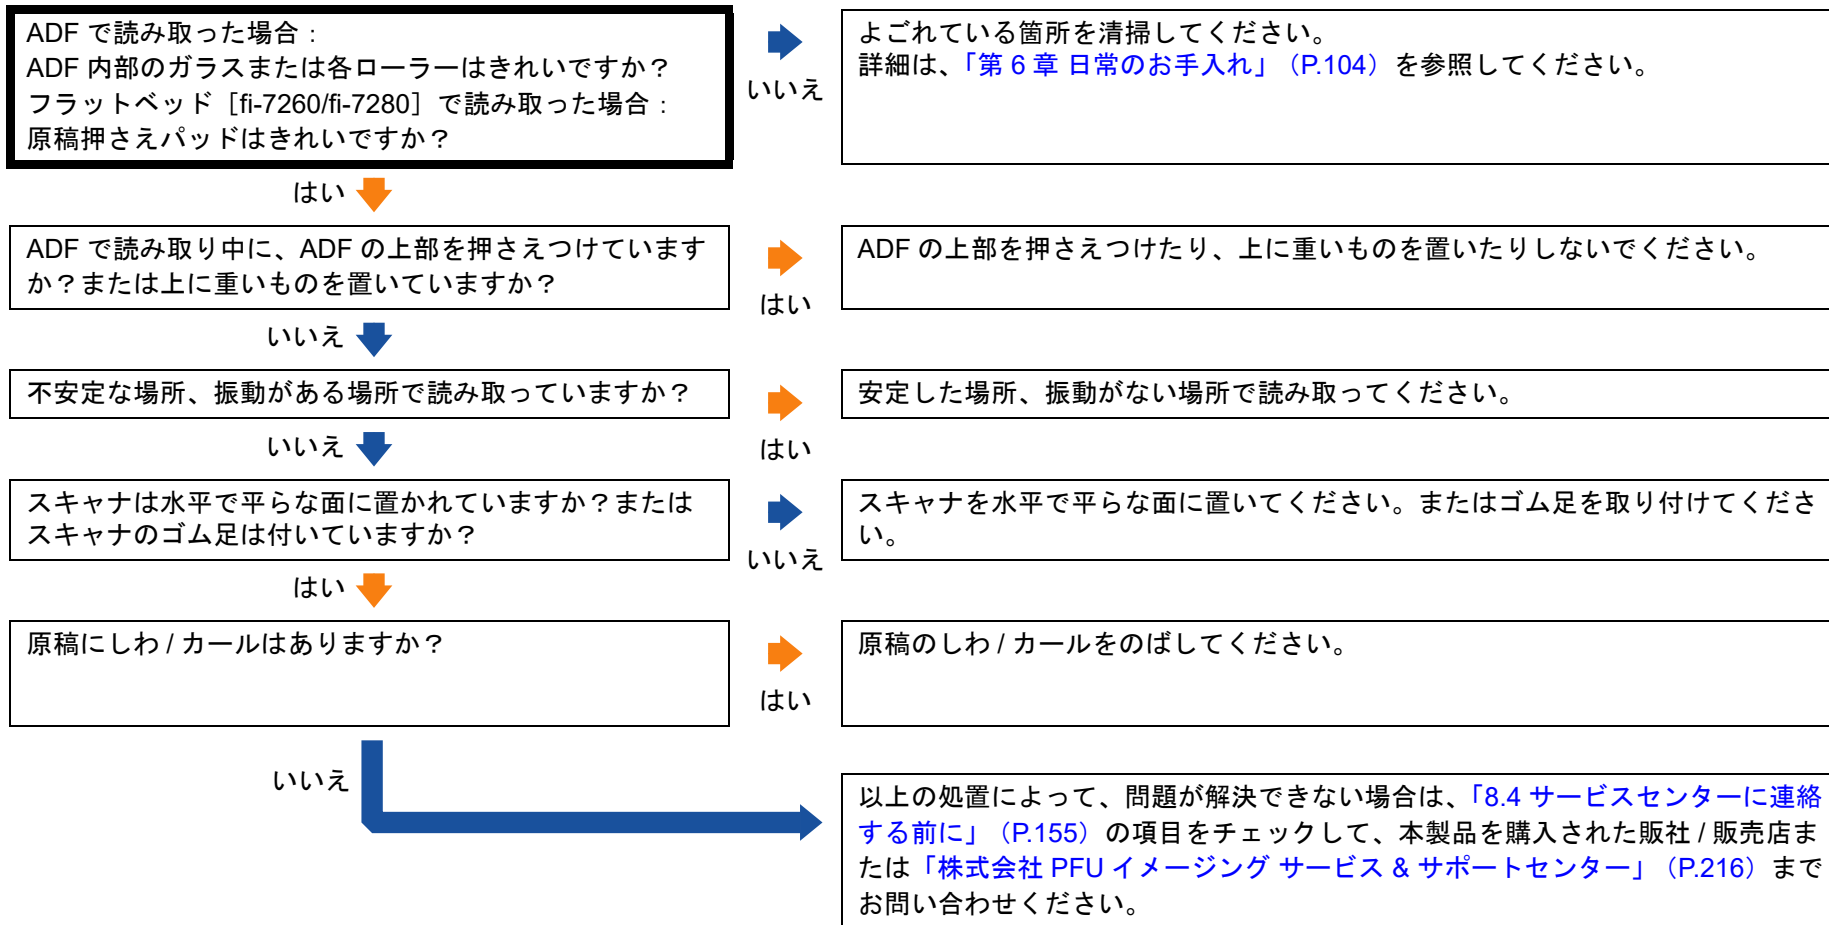 ADF で読み取った場合：
ADF 内部のガラスまたは各ローラーはきれいですか？
フラットベッド［fi-7260/fi-7280］で読み取った場合：
原稿押さえパッドはきれいですか？
いいえ
よごれている箇所を清掃してください。
詳細は、「第 6 章 日常のお手入れ」（P.104）を参照してください。
はい
ADF で読み取り中に、ADF の上部を押さえつけています
か？または上に重いものを置いていますか？
はい
ADF の上部を押さえつけたり、上に重いものを置いたりしないでください。
いいえ
不安定な場所、振動がある場所で読み取っていますか？
はい
安定した場所、振動がない場所で読み取ってください。
いいえ
スキャナは水平で平らな面に置かれていますか？または
スキャナのゴム足は付いていますか？
いいえ
スキャナを水平で平らな面に置いてください。またはゴム足を取り付けてくださ
い。
はい
原稿にしわ / カールはありますか？
はい
原稿のしわ / カールをのばしてください。
いいえ
以上の処置によって、問題が解決できない場合は、「8.4 サービスセンターに連絡
する前に」（P.155）の項目をチェックして、本製品を購入された販社 / 販売店ま
たは「株式会社 PFU イメージング サービス & サポートセンター」（P.216）まで
お問い合わせください。